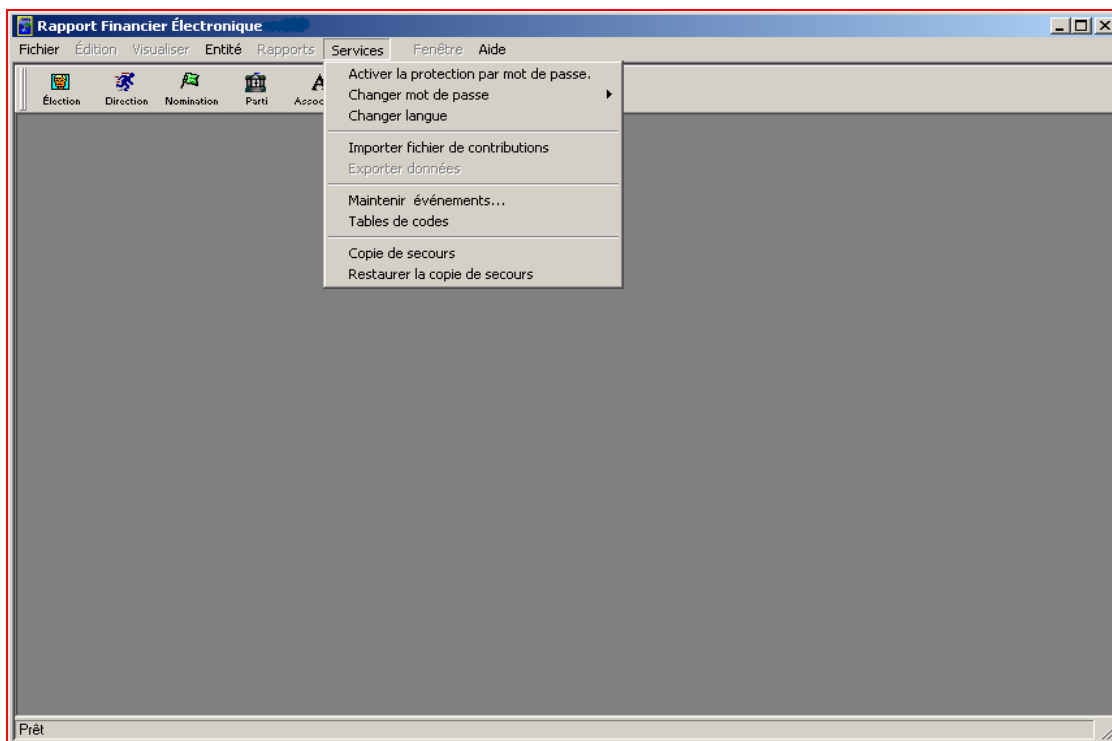 Rapport Financier Électronique
Fichier Édition Visualiser Entité Rapports Services Fenêtre Aide
Élection Direction Nomination Parti Assoc
Activer la protection par mot de passe.
Changer mot de passe
Changer langue
Importer fichier de contributions
Exporter données
Maintenir événements...
Tables de codes
Copie de secours
Restaurer la copie de secours
Prêt